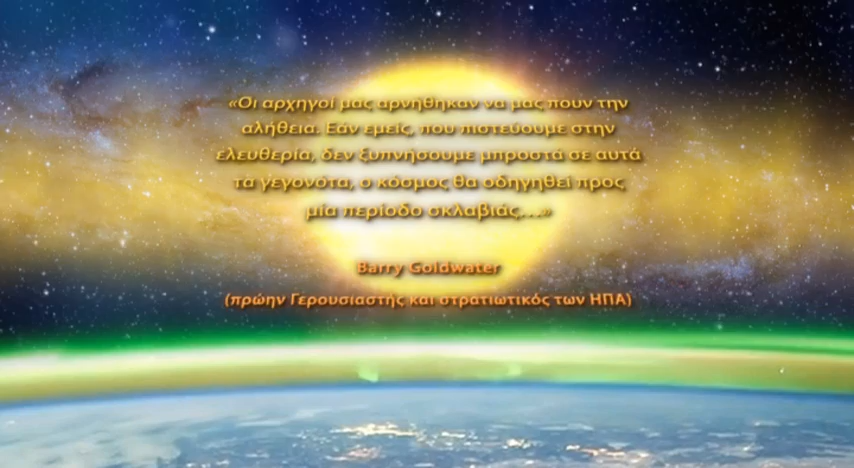 «Οι αρχηγοί μας αρνήθηκαν να μας πουν την
αλήθεια. Εάν εμείς, που πιστεύουμε στην
ελευθερία, δεν ξυπνήσουμε μπροστά σε αυτά
τα γεγονότα, ο κόσμος θα οδηγηθεί προς
μία περίοδο σκλαβιάς...»
Barry Goldwater
(πρώην Γερουσιαστής και στρατιωτικός των ΗΠΑ)